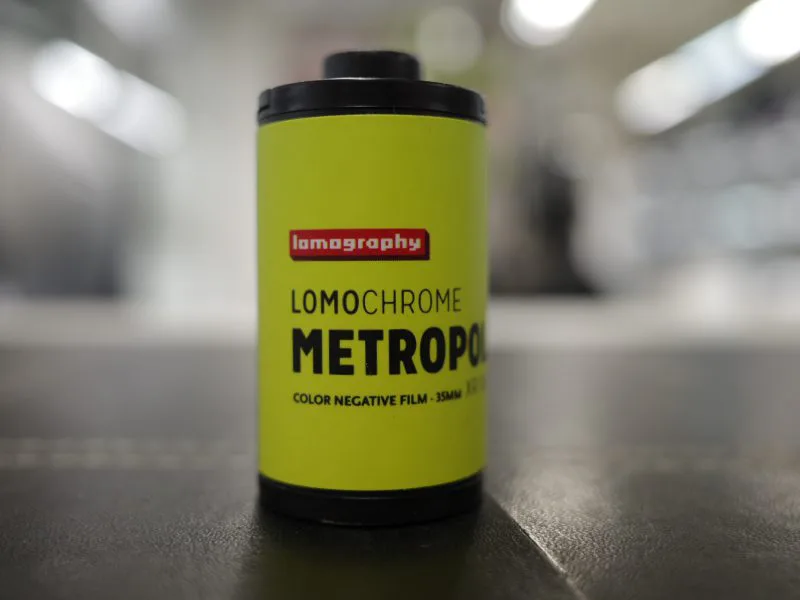 lomography
LOMOCHROME
METROPOL
COLOR NEGATIVE FILM - 35MM